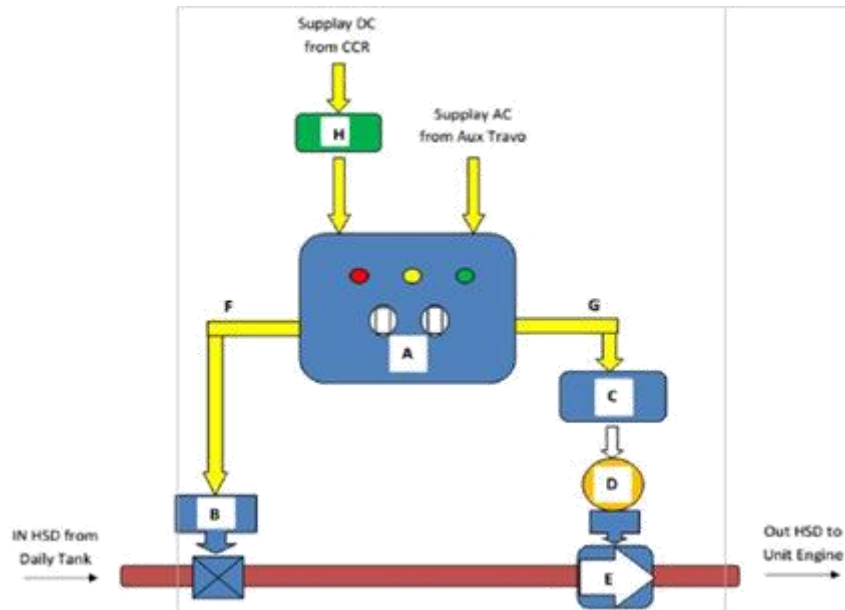 Supplay DC
from CCR
H
Supplay AC
from Aux Travo
F
G
A
C
B
D
IN HSD from
Daily Tank
E
Out HSD to
Unit Engine